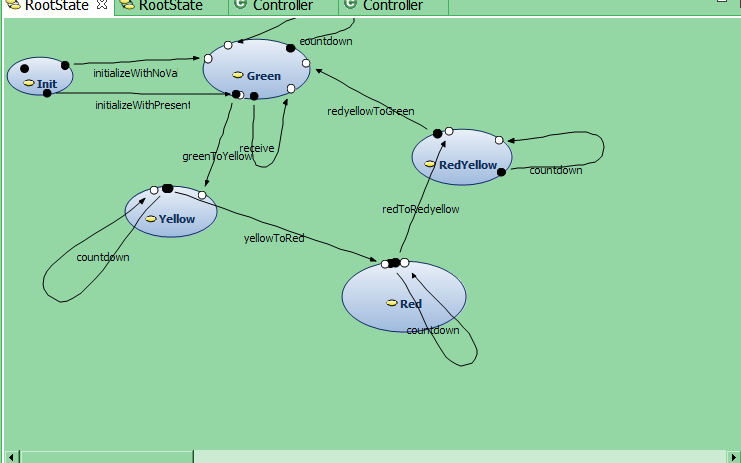 RootState RootState Controller Controller
countdown
initializeWithNoVa
Green
Init
initializeWithPresent
redyellowToGreen
receive
greenToYellow
RedYellow
countdown
redToRedyellow
Yellow
yellowToRed
countdown
Red
countdown